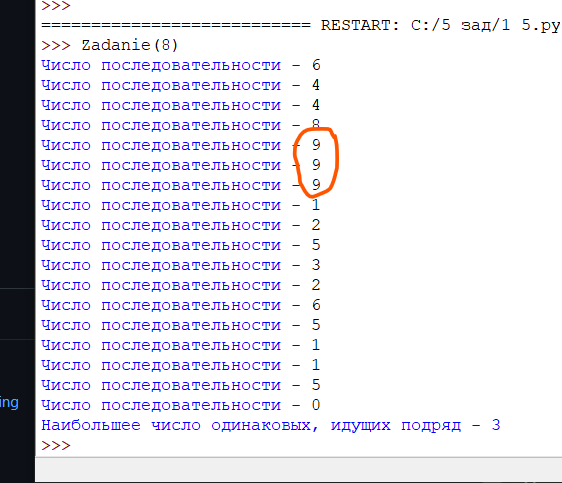 >>>
=========================== RESTART: C:/5 зад/1 5.py
>>> Zadanie(8)
Число последовательности - 6
Число последовательности - 4
Число последовательности - 4
Число последовательности - 8
Число последовательности - 9
Число последовательности - 9
Число последовательности - 9
Число последовательности - 1
Число последовательности - 2
Число последовательности - 5
Число последовательности - 3
Число последовательности - 2
Число последовательности - 6
Число последовательности - 5
Число последовательности - 1
Число последовательности - 1
Число последовательности - 5
ing
Число последовательности - 0
Наибольшее число одинаковых, идущих подряд - 3
>>>